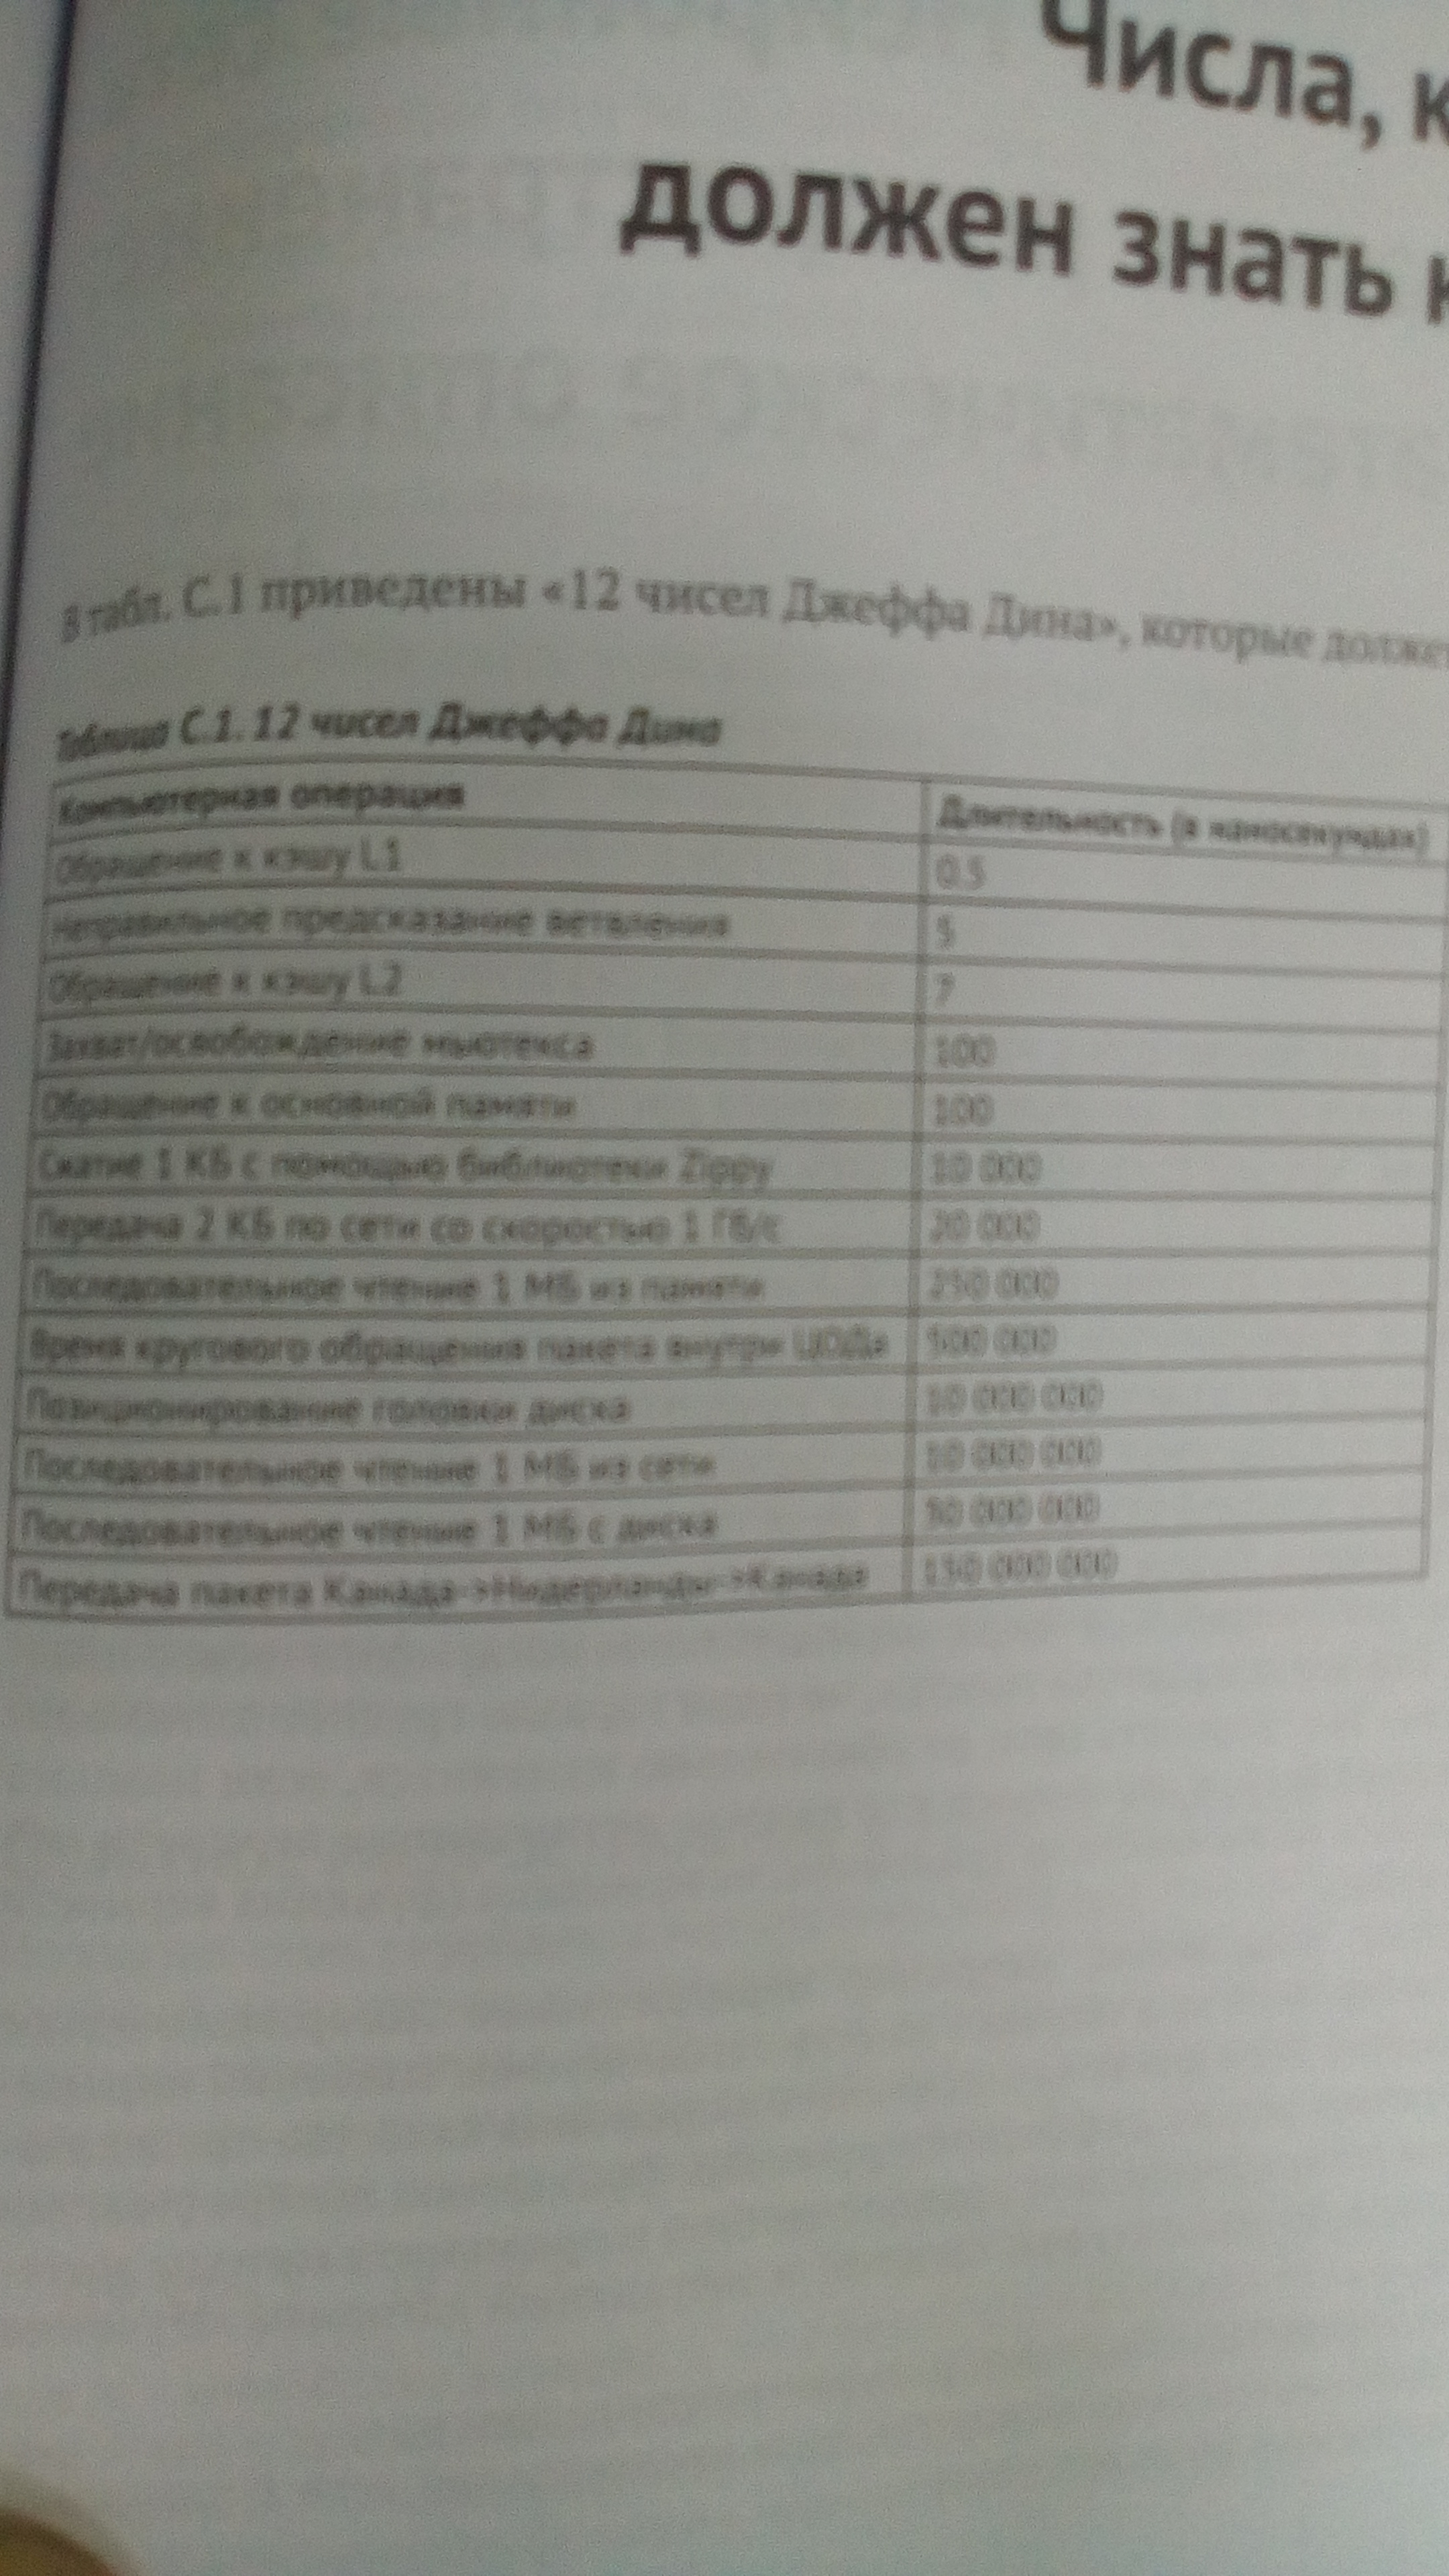 Числа,
должен знать
В табл. С.1 приведены «12 чисел Джеффа Дина», которые
Таблица С.1. 12 чисел Джеффа Дина
Компьютерная операция Длительность (в наносекундах)
Обращение к кэшу L1 0.5
Неправильное предсказание ветвления 5
Обращение к кэшу L2 7
Захват/освобождение мьютекса 100
Обращение к основной памяти 100
Сжатие 1 КБ с помощью библиотеки Zippy 10 000
Передача 2 КБ по сети со скоростью 1 Гб/с 20 000
Последовательное чтение 1 МБ из памяти 250 000
Время кругового обращения пакета внутри ЦОДа 500 000
Позиционирование головки диска 10 000 000
Последовательное чтение 1 МБ из сети 10 000 000
Последовательное чтение 1 МБ с диска 30 000 000
Передача пакета Канада->Нидерланды->Канада 150 000 000